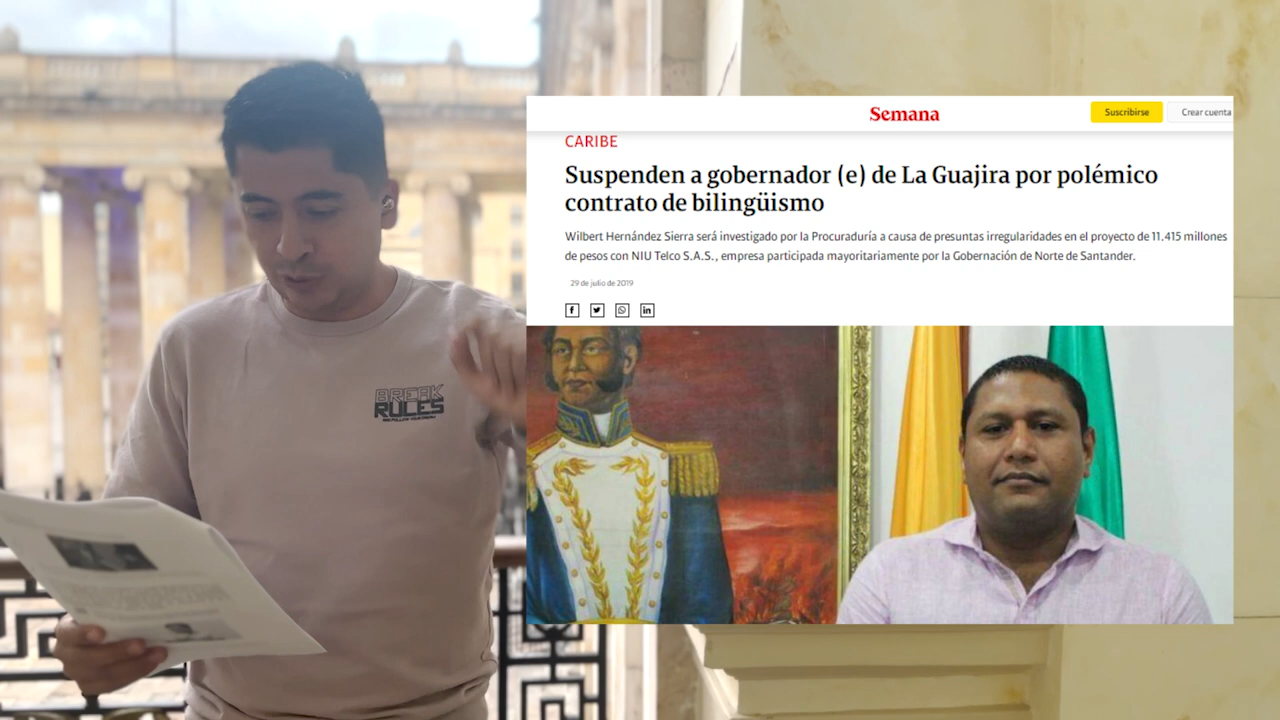 BREAK
RULES
Semana
Suscribirse
Crear cuenta
CARIBE
Suspenden a gobernador (e) de La Guajira por polémico
contrato de bilingüismo
Wilbert Hernández Sierra será investigado por la Procuraduría a causa de presuntas irregularidades en el proyecto de 11.415 millones
de pesos con NIU Telco S.A.S., empresa participada mayoritariamente por la Gobernación de Norte de Santander.
29 de julio de 2019